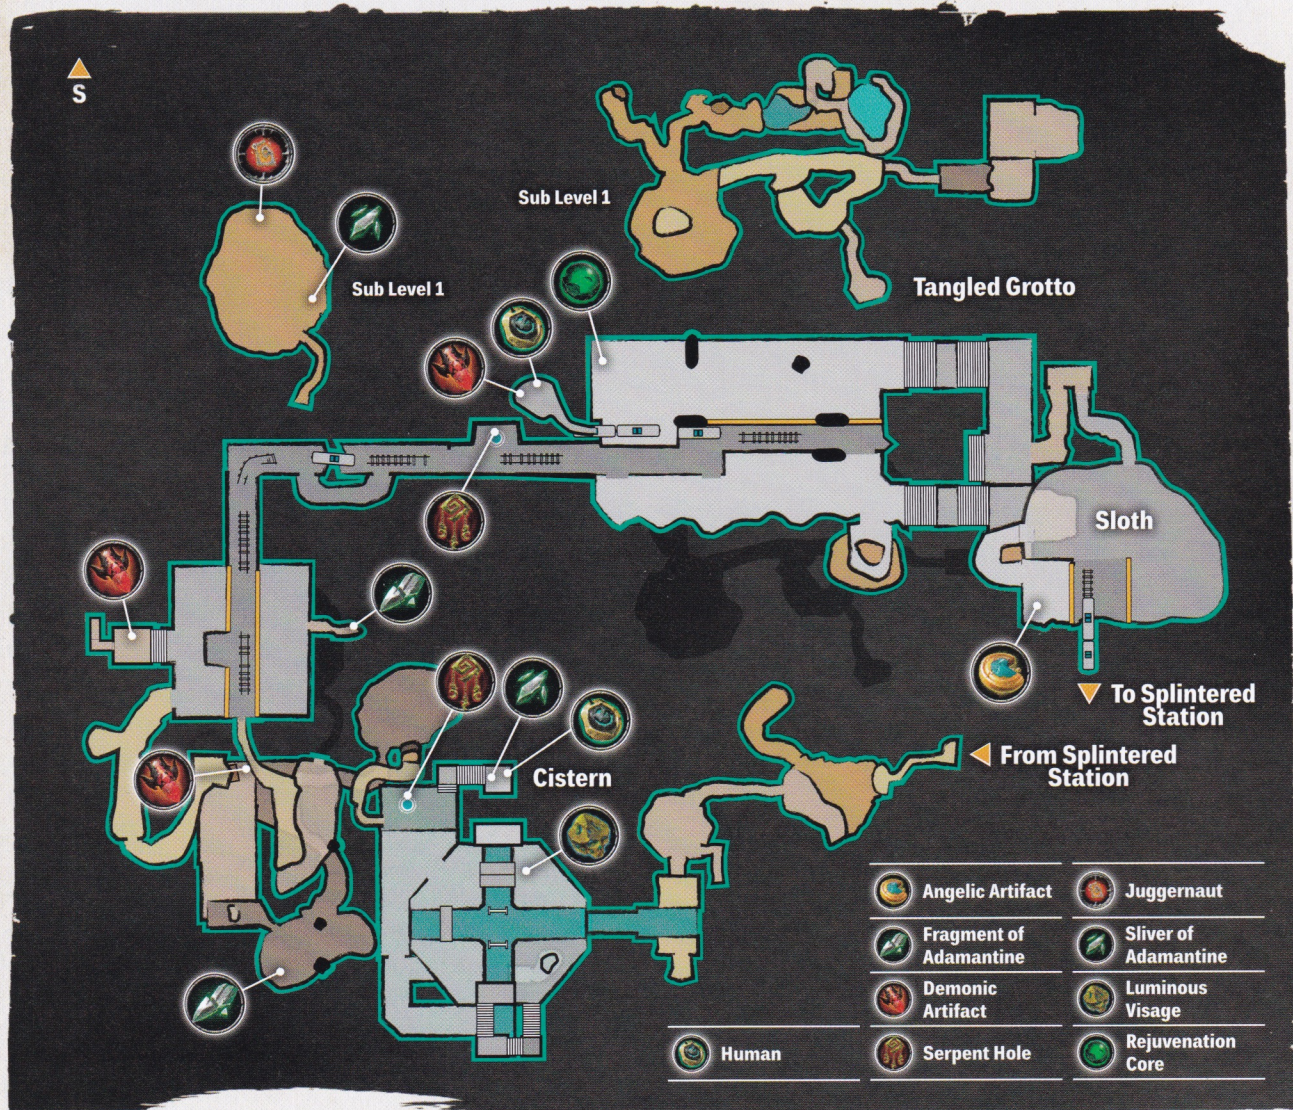 S
Sub Level 1
Tangled Grotto
Sub Level 1
Sloth
To Splintered
Station
Cistern
From Splintered
Station
Angelic Artifact
Juggernaut
Fragment of
Adamantine
Sliver of
Adamantine
Demonic
Artifact
Luminous
Visage
Human
Serpent Hole
Rejuvenation
Core